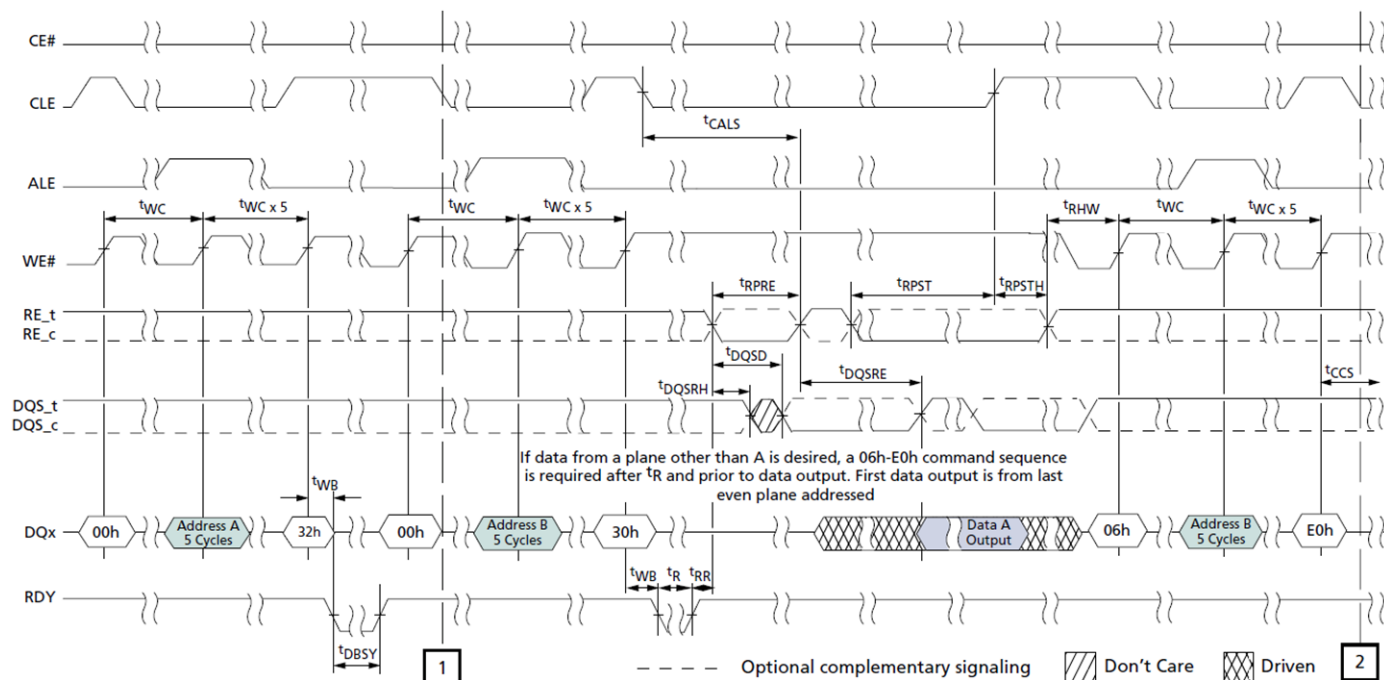 CE#
CLE
tCALS
ALE
tWC tWC x 5 tWC tWC x 5 tRHW tWC tWC x 5
WE#
tRPRE tRPST tRPSTH
RE_t
RE_c
tDQSD
tDQSRH tDQSRE tCCS
DQS_t
DQS_c
If data from a plane other than A is desired, a 06h-E0h command sequence
is required after tR and prior to data output. First data output is from last
even plane addressed
tWB
DQx 00h Address A 32h 00h Address B 30h Data A 06h Address B E0h
5 Cycles 5 Cycles Output 5 Cycles
tWB tR tRR
RDY
tDBSY
1 Optional complementary signaling Don't Care Driven 2